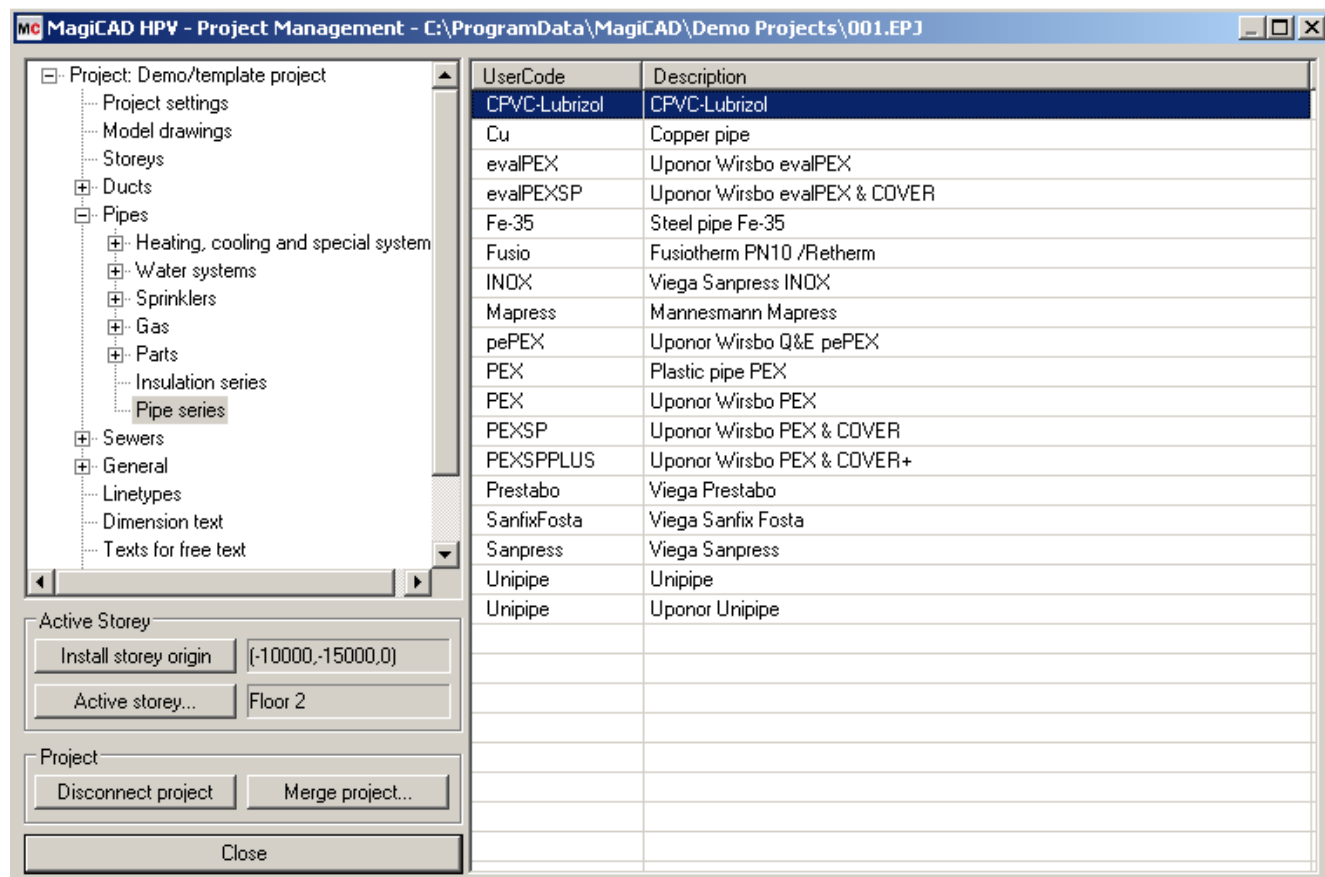 MC MagiCAD HPV - Project Management - C:\ProgramData\MagiCAD\Demo Projects\001.EPJ
Project: Demo/template project
Project settings
Model drawings
Storeys
Ducts
Pipes
Heating, cooling and special system
Water systems
Sprinklers
Gas
Parts
Insulation series
Pipe series
Sewers
General
Linetypes
Dimension text
Texts for free text
Active Storey
Install storey origin (-10000,-15000,0)
Active storey... Floor 2
Project
Disconnect project Merge project...
Close
UserCode Description
CPVC-Lubrizol CPVC-Lubrizol
Cu Copper pipe
evalPEX Uponor Wirsbo evalPEX
evalPEXSP Uponor Wirsbo evalPEX & COVER
Fe-35 Steel pipe Fe-35
Fusio Fusiotherm PN10 /Retherm
INOX Viega Sanpress INOX
Mapress Mannesmann Mapress
pePEX Uponor Wirsbo Q&E pePEX
PEX Plastic pipe PEX
PEX Uponor Wirsbo PEX
PEXSP Uponor Wirsbo PEX & COVER
PEXSPPLUS Uponor Wirsbo PEX & COVER+
Prestabo Viega Prestabo
SanfixFosta Viega Sanfix Fosta
Sanpress Viega Sanpress
Unipipe Unipipe
Unipipe Uponor Unipipe